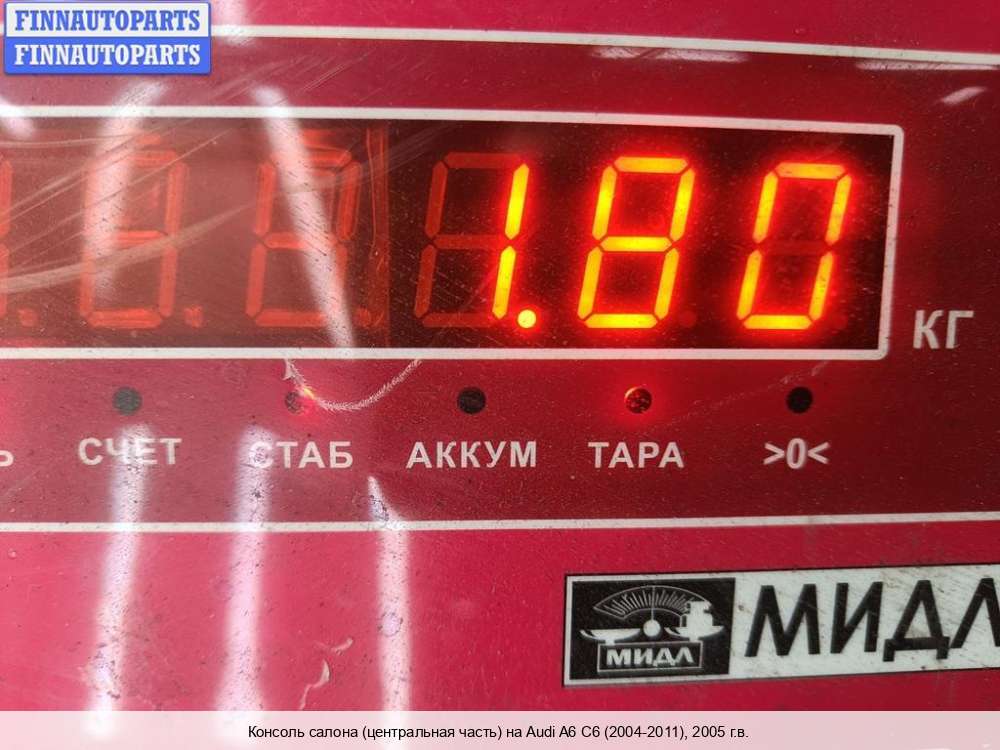 FINNAUTOPARTS
FINNAUTOPARTS
1.80
КГ
СЧЕТ СТАБ АККУМ ТАРА >0<
МИДЛ
МИДЛ
Консоль салона (центральная часть) на Audi A6 C6 (2004-2011), 2005 г.в.